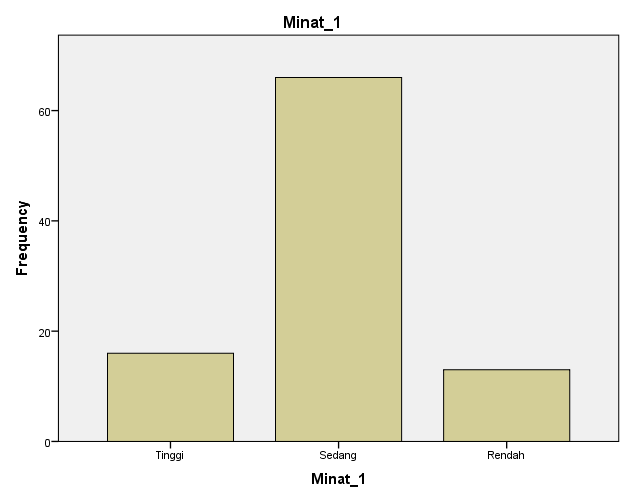 Minat_1
Frequency
60
40
20
0
Tinggi Sedang Rendah
Minat_1